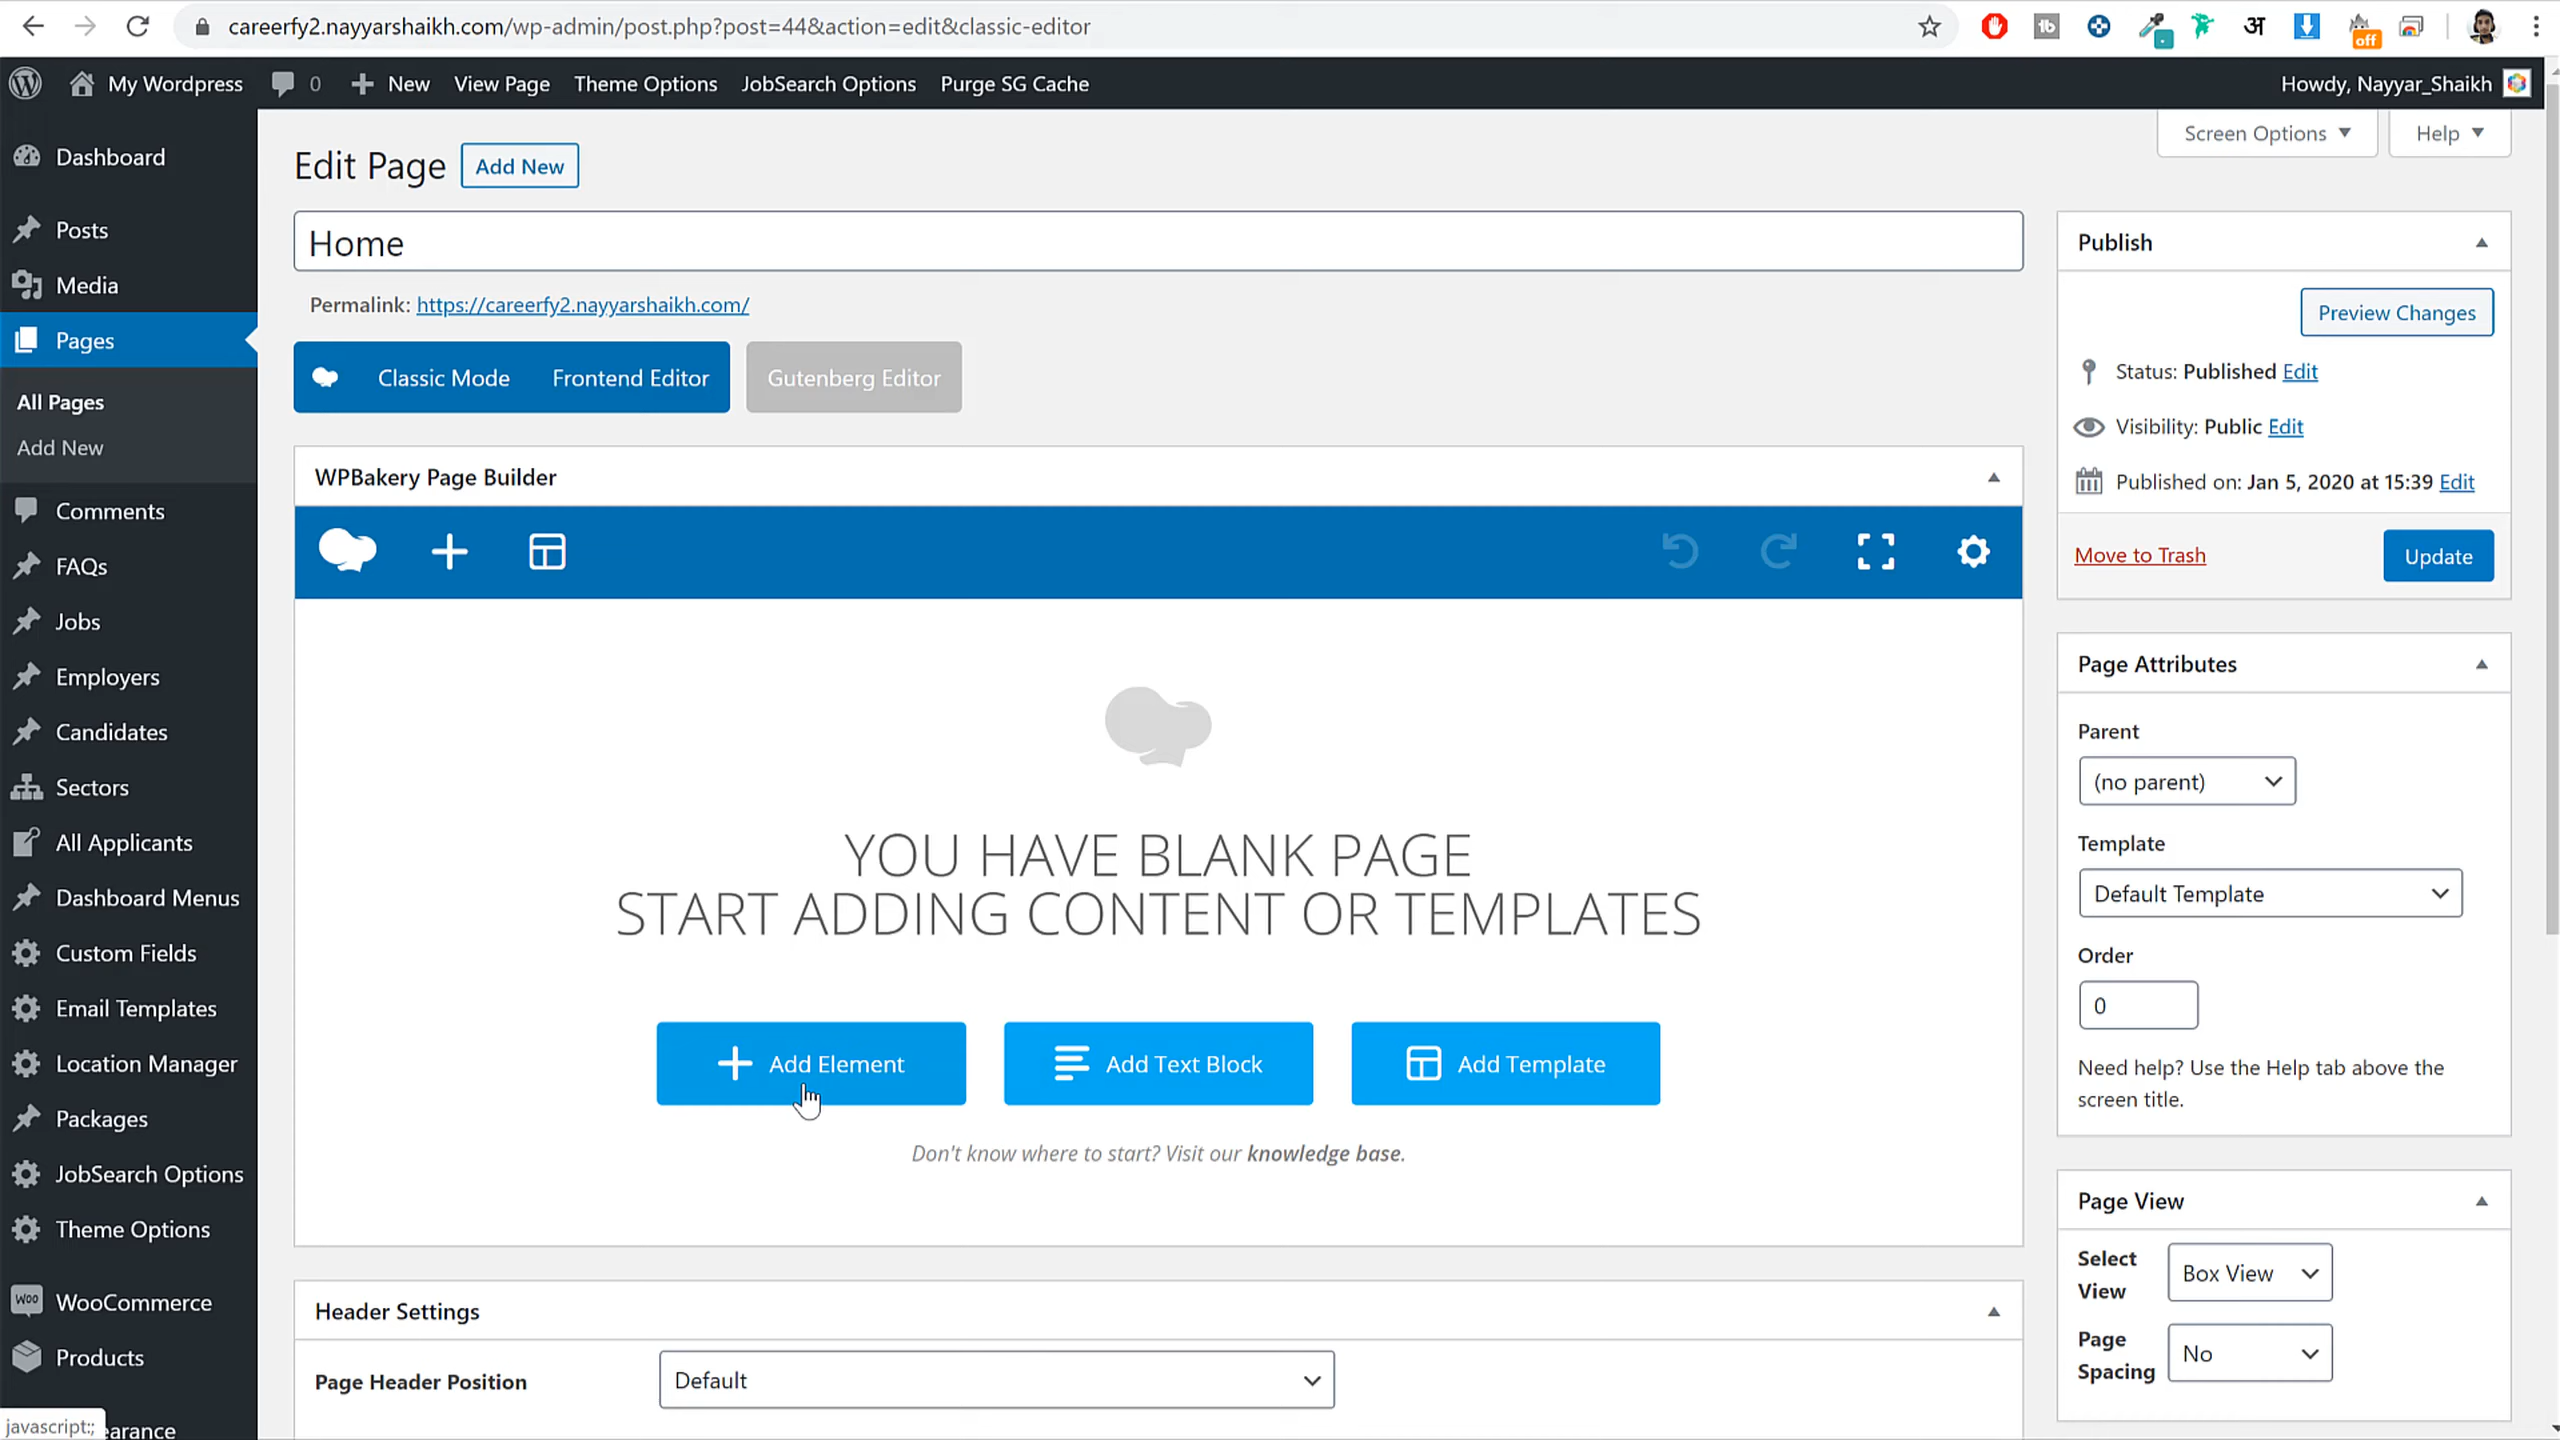 careerfy2.nayyarshaikh.com/wp-admin/post.php?post=44&action=edit&classic-editor
tb
अ
off
My Wordpress
0
New
View Page
Theme Options
JobSearch Options
Purge SG Cache
Howdy, Nayyar_Shaikh
Dashboard
Posts
Media
Pages
All Pages
Add New
Comments
FAQs
Jobs
Employers
Candidates
Sectors
All Applicants
Dashboard Menus
Custom Fields
Email Templates
Location Manager
Packages
JobSearch Options
Theme Options
Woo
WooCommerce
Products
earance
javascript:;
Screen Options
Help
Edit Page
Add New
Home
Permalink: https://careerfy2.nayyarshaikh.com/
Classic Mode
Frontend Editor
Gutenberg Editor
WPBakery Page Builder
YOU HAVE BLANK PAGE
START ADDING CONTENT OR TEMPLATES
Add Element
Add Text Block
Add Template
Don't know where to start? Visit our knowledge base.
Header Settings
Page Header Position
Default
Publish
Preview Changes
Status: Published Edit
Visibility: Public Edit
Published on: Jan 5, 2020 at 15:39 Edit
Move to Trash
Update
Page Attributes
Parent
(no parent)
Template
Default Template
Order
0
Need help? Use the Help tab above the
screen title.
Page View
Select
View
Box View
Page
Spacing
No